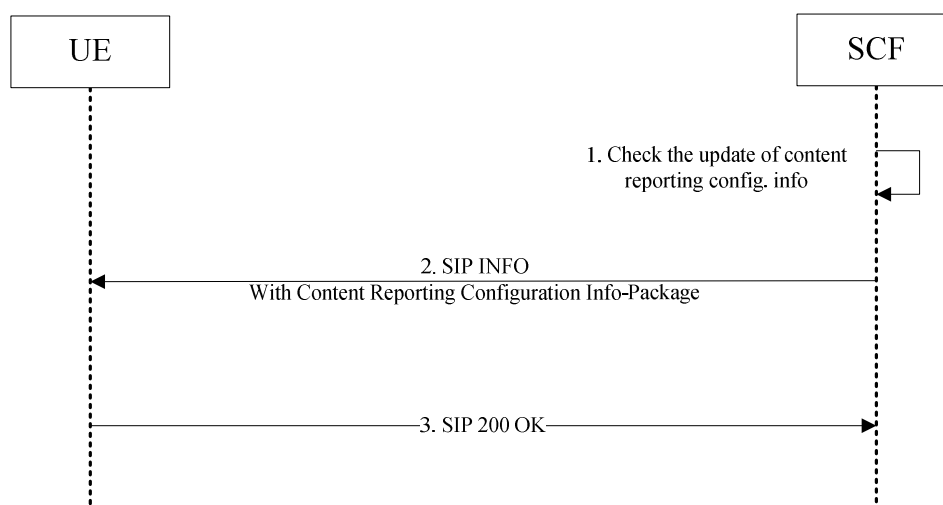 UE
SCF
1. Check the update of content
reporting config. info
2. SIP INFO
With Content Reporting Configuration Info-Package
3. SIP 200 OK